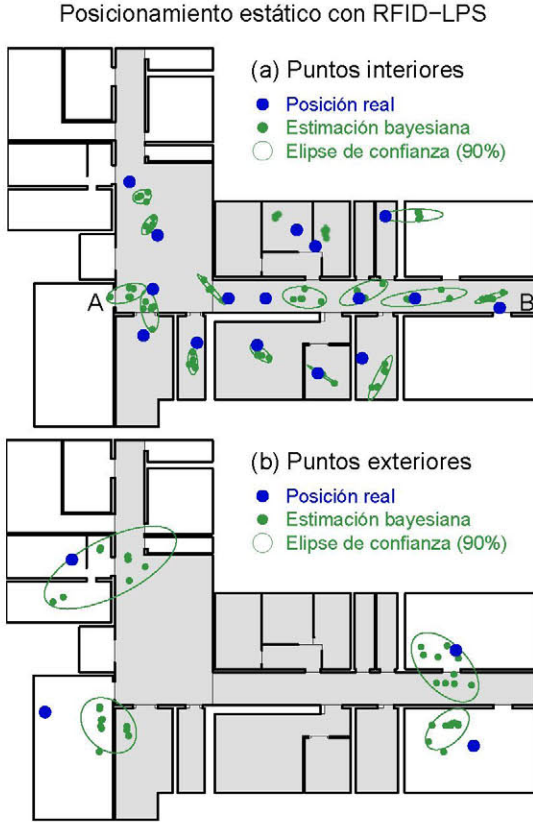 Posicionamiento estático con RFID−LPS
(a) Puntos interiores
Posición real
Estimación bayesiana
Elipse de confianza (90%)
A
B
(b) Puntos exteriores
Posición real
Estimación bayesiana
Elipse de confianza (90%)